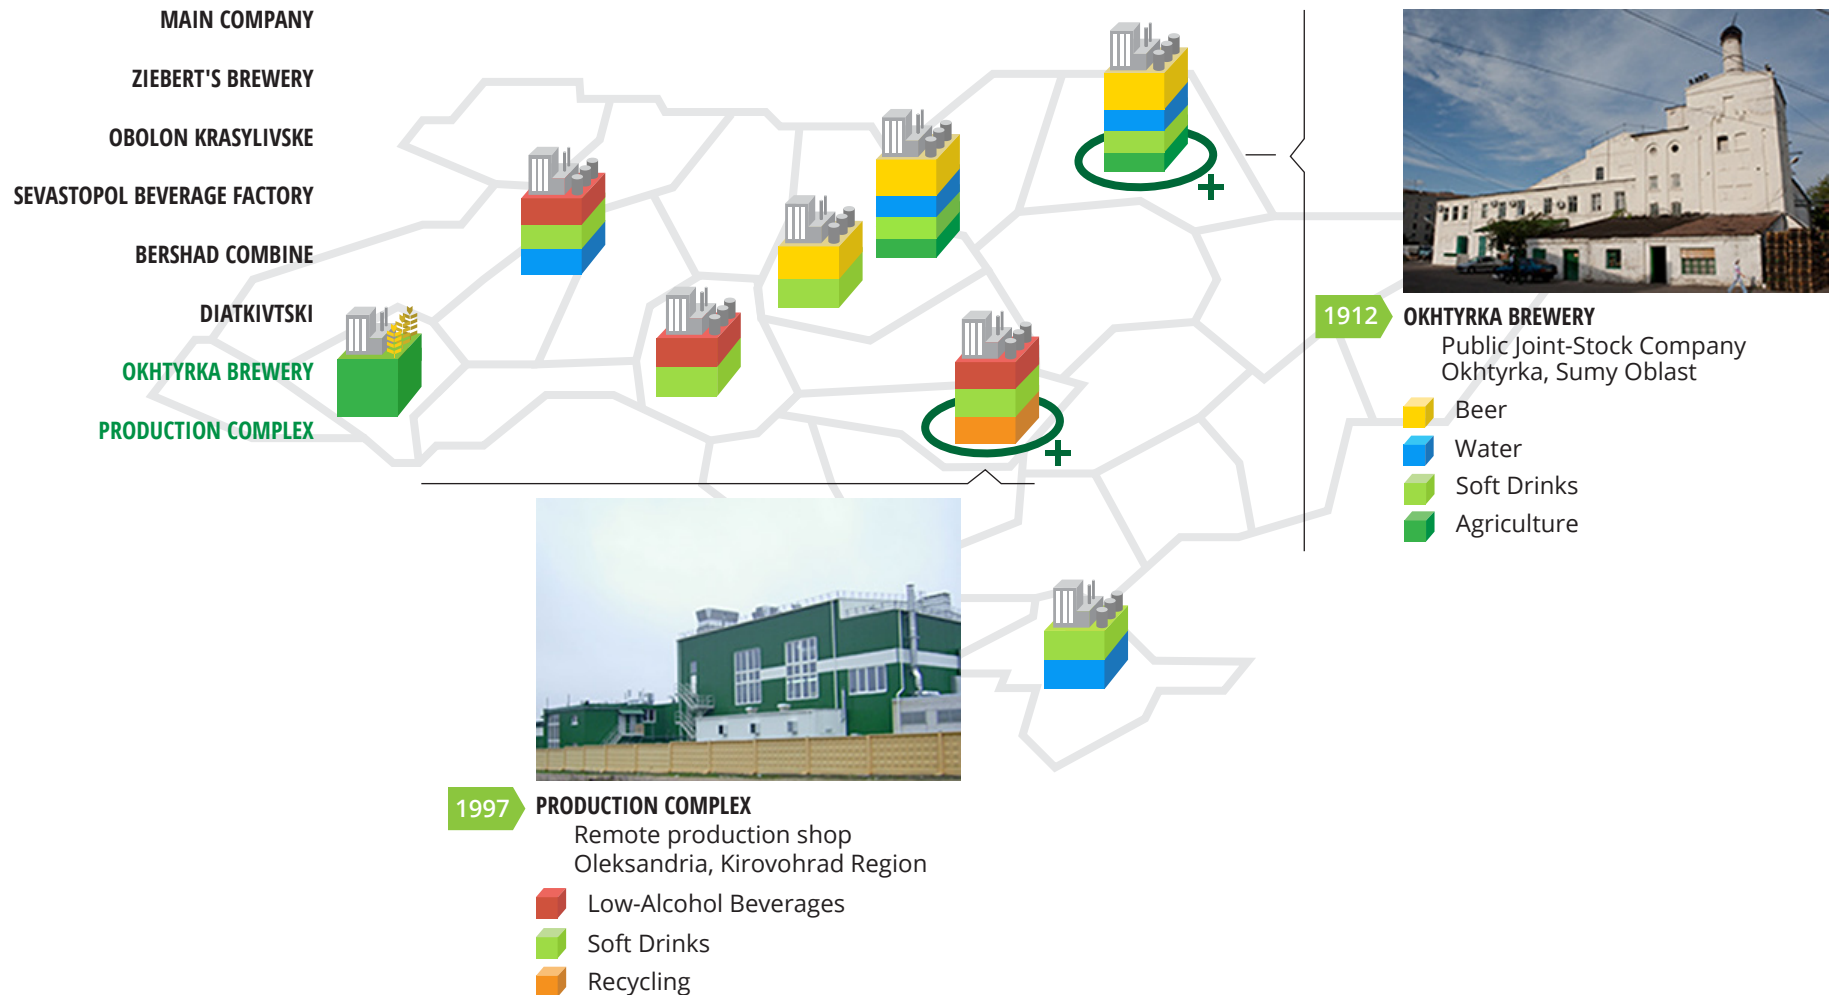 MAIN COMPANY
ZIEBERT'S BREWERY
OBOLON KRASYLIVSKE
SEVASTOPOL BEVERAGE FACTORY
BERSHAD COMBINE
DIATKIVTSKI
OKHTYRKA BREWERY
PRODUCTION COMPLEX
1912 OKHTYRKA BREWERY
Public Joint-Stock Company
Okhtyrka, Sumy Oblast
Beer
Water
Soft Drinks
Agriculture
1997 PRODUCTION COMPLEX
Remote production shop
Oleksandria, Kirovohrad Region
Low-Alcohol Beverages
Soft Drinks
Recycling